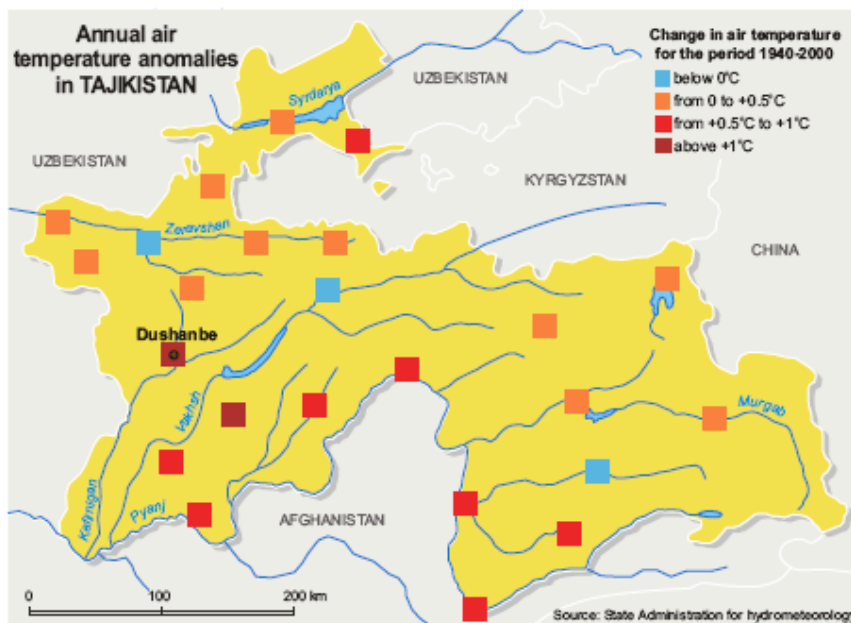 Annual air
temperature anomalies
in TAJIKISTAN
Change in air temperature
for the period 1940-2000
below 0°C
from 0 to +0.5°C
from +0.5°C to +1°C
above +1°C
UZBEKISTAN
Syrdarya
UZBEKISTAN
KYRGYZSTAN
Zeravshan
CHINA
Dushanbe
Vakhsh
Murgab
Kafirnigan
Pyanj
AFGHANISTAN
0 100 200 km
Source: State Administration for hydrometeorology